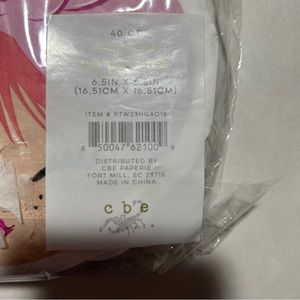 40 CT
6.5IN X 6.5IN
(16.51CM X 16.51CM)
ITEM # PTW23HGAO16
8 50047 62100 9
DISTRIBUTED BY
CBE PAPERIE
FORT MILL, SC 29715
MADE IN CHINA
cbe